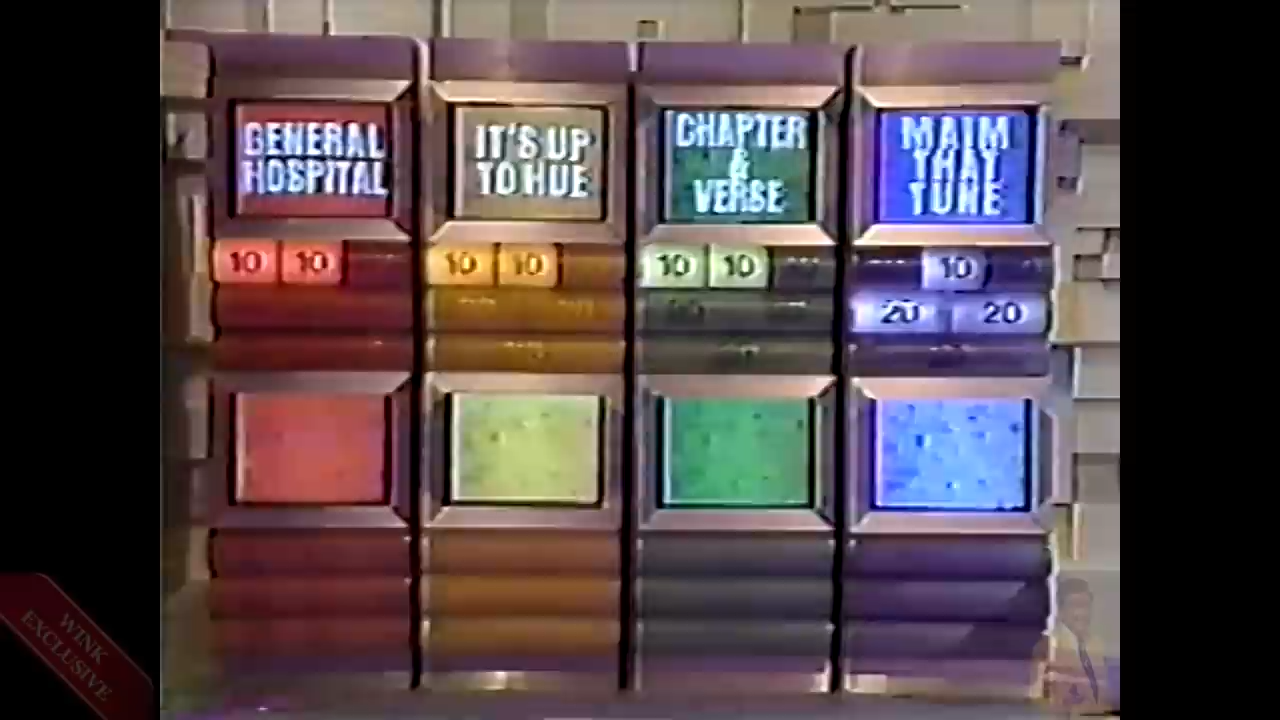 GENERAL
HOSPITAL
IT'S UP
TO HUE
CHAPTER
&
VERSE
MAIM
THAT
TUNE
10 10
10 10
10 10
10
20 20
WINK
EXCLUSIVE